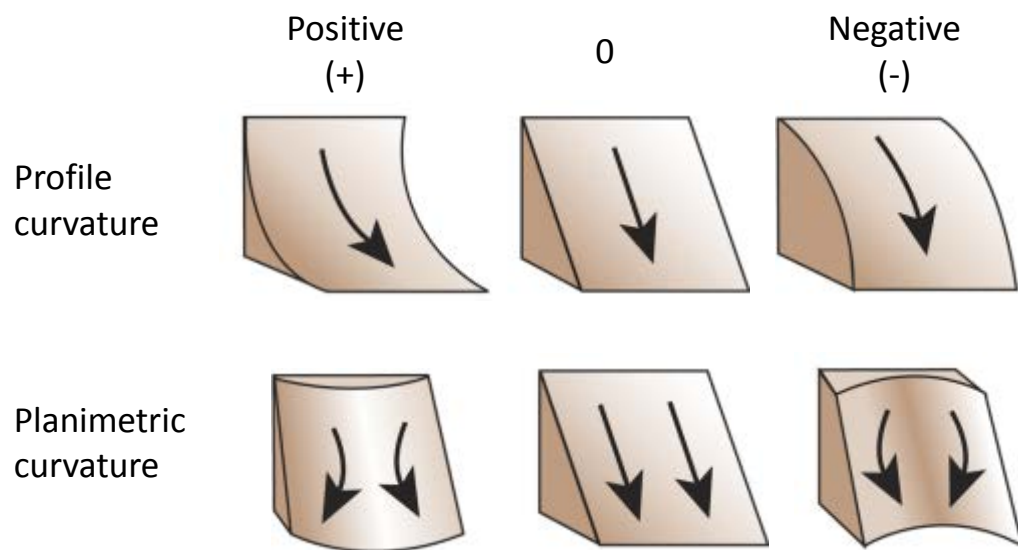 Positive
(+)
0
Negative
(-)
Profile
curvature
Planimetric
curvature